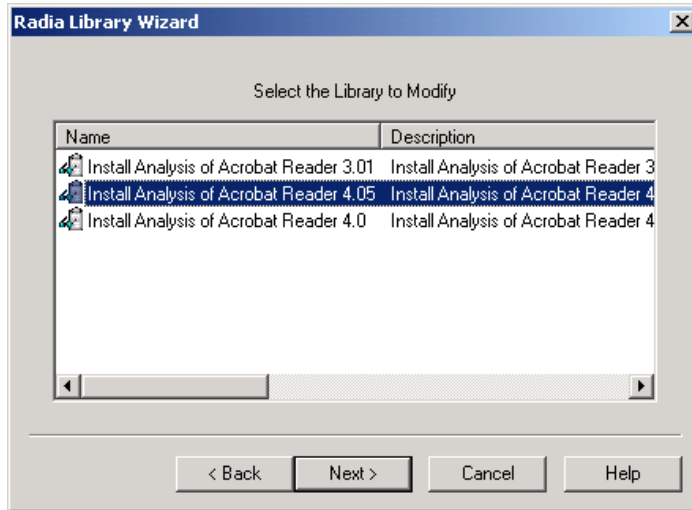 Radia Library Wizard
Select the Library to Modify
Name Description
Install Analysis of Acrobat Reader 3.01 Install Analysis of Acrobat Reader 3
Install Analysis of Acrobat Reader 4.05 Install Analysis of Acrobat Reader 4
Install Analysis of Acrobat Reader 4.0 Install Analysis of Acrobat Reader 4
< Back Next > Cancel Help